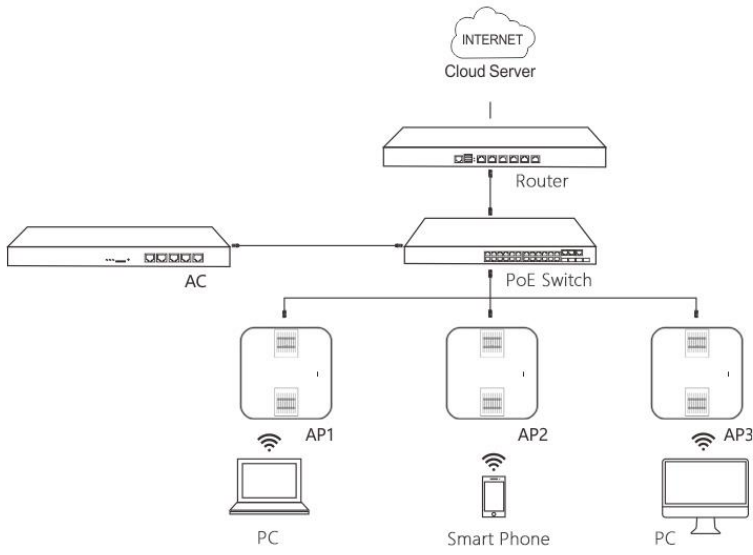 INTERNET
Cloud Server
Router
AC
PoE Switch
AP1
AP2
AP3
PC
Smart Phone
PC